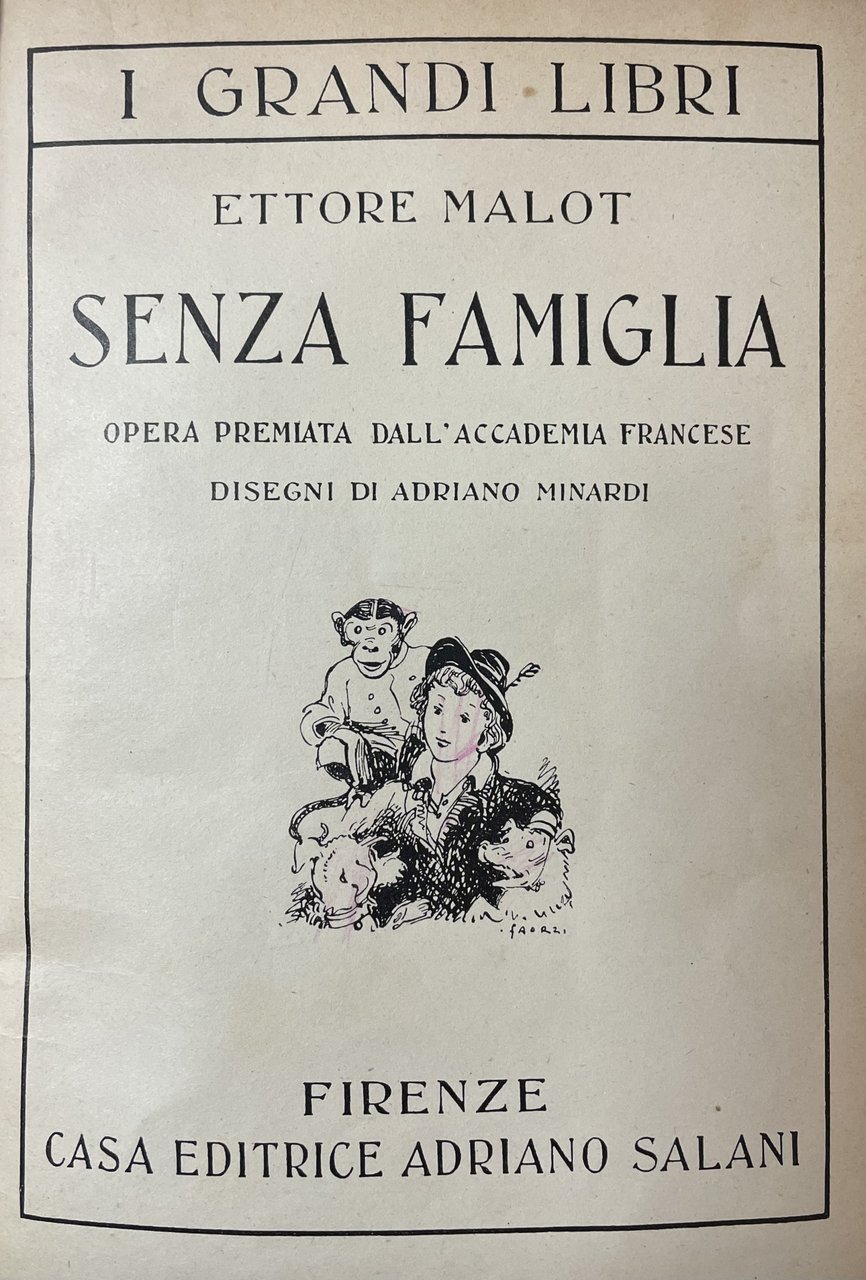 I GRANDI LIBRI
ETTORE MALOT
SENZA FAMIGLIA
OPERA PREMIATA DALL'ACCADEMIA FRANCESE
DISEGNI DI ADRIANO MINARDI
FAORZI
FIRENZE
CASA EDITRICE ADRIANO SALANI